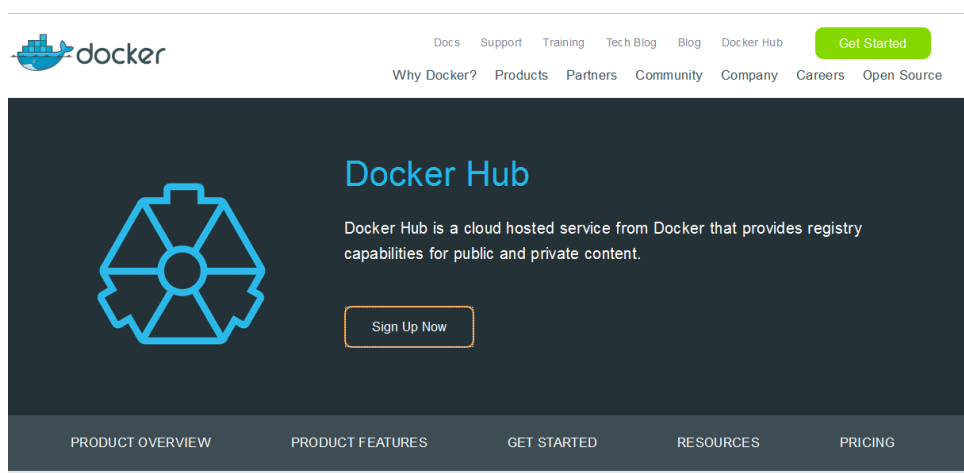 docker
Docs Support Training Tech Blog Blog Docker Hub Get Started
Why Docker? Products Partners Community Company Careers Open Source
Docker Hub
Docker Hub is a cloud hosted service from Docker that provides registry
capabilities for public and private content.
Sign Up Now
PRODUCT OVERVIEW PRODUCT FEATURES GET STARTED RESOURCES PRICING